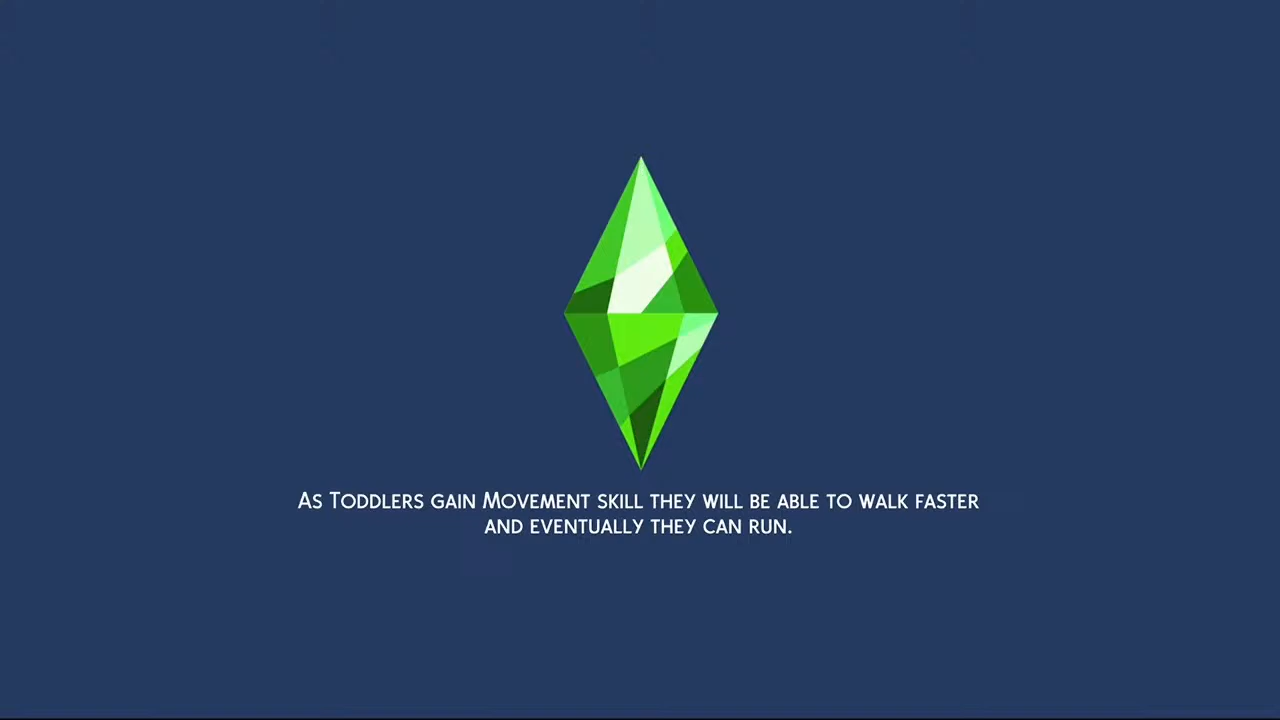 As Toddlers gain Movement skill they will be able to walk faster
and eventually they can run.